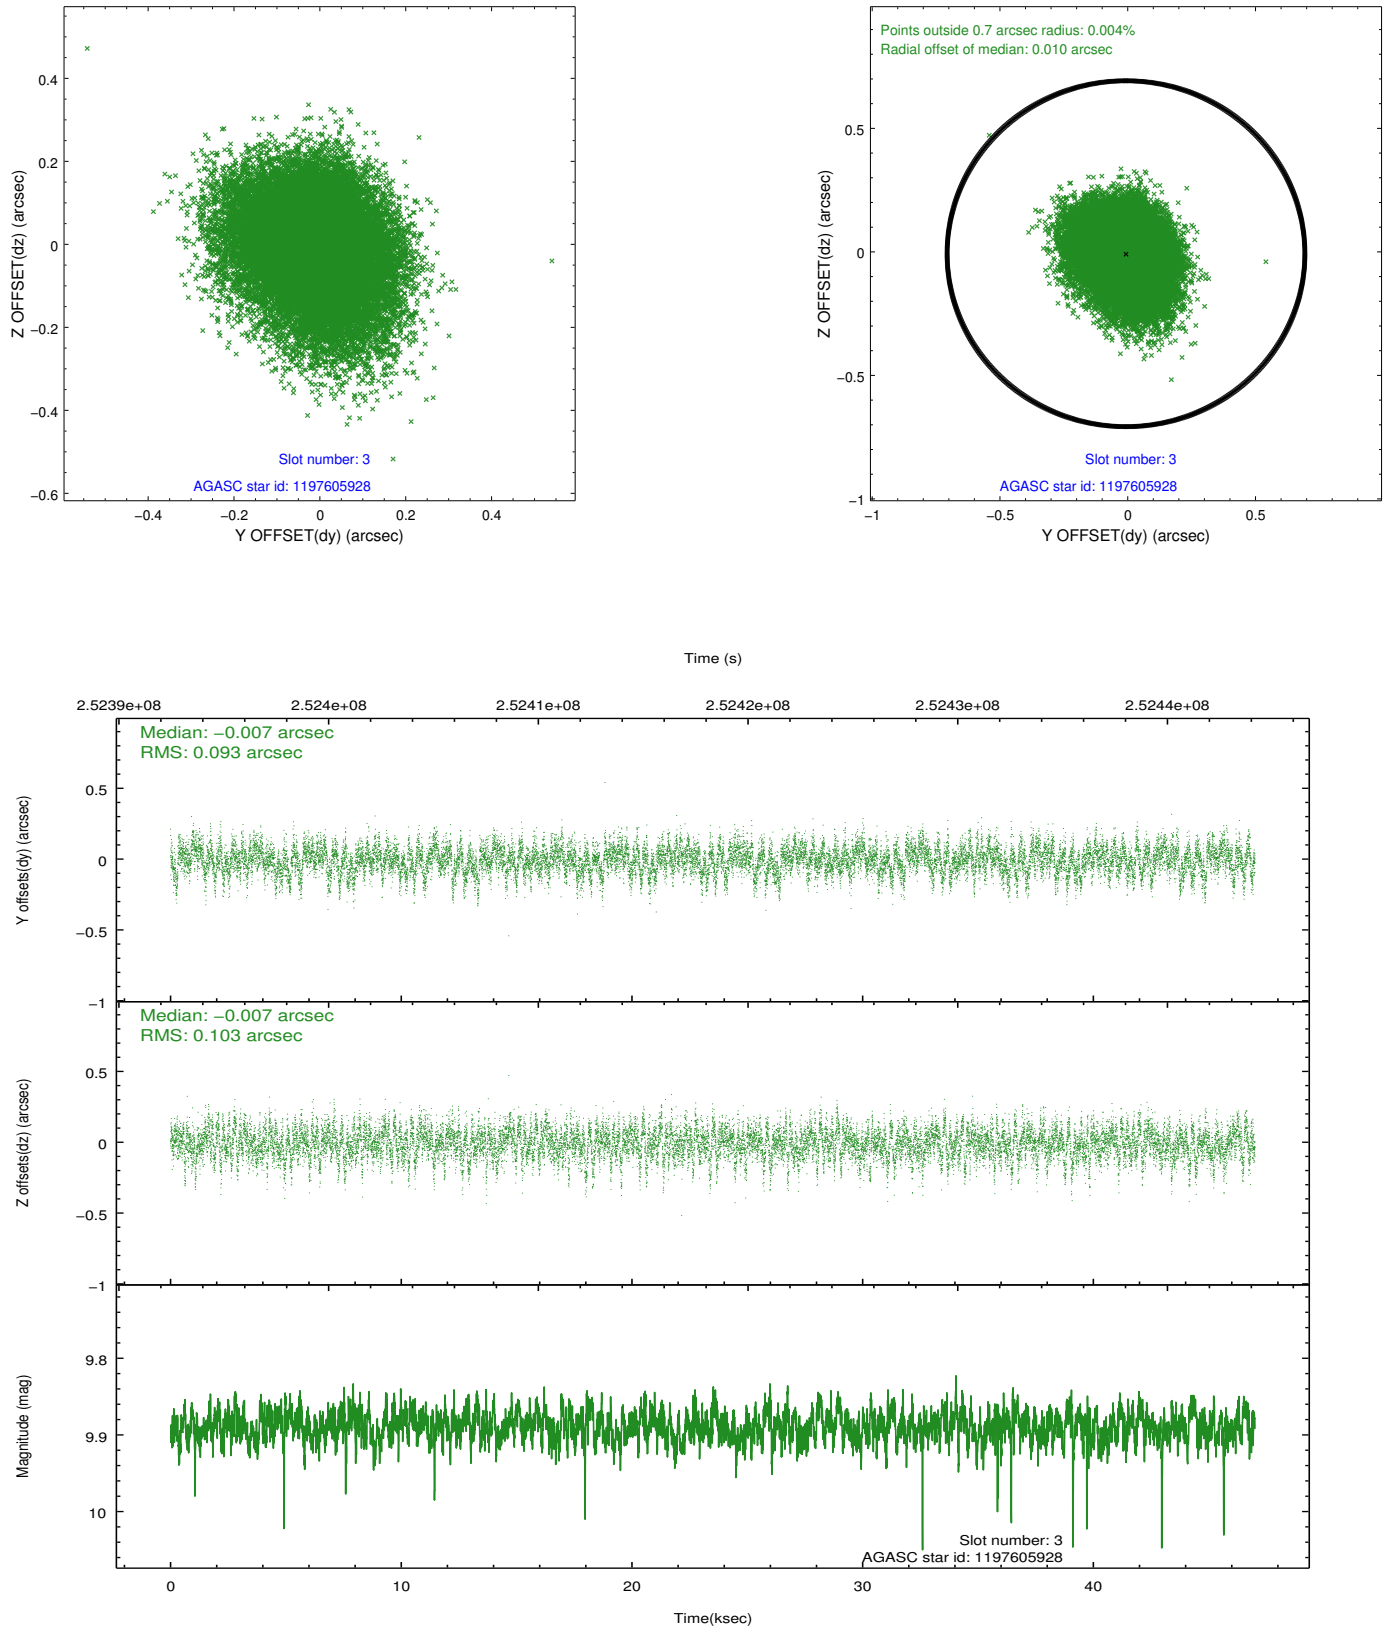 Z OFFSET(dz) (arcsec)
0.4
0.2
0
−0.2
−0.4
−0.6
−0.4
−0.2
0
0.2
0.4
Y OFFSET(dy) (arcsec)
Slot number: 3
AGASC star id: 1197605928
Points outside 0.7 arcsec radius: 0.004%
Radial offset of median: 0.010 arcsec
Z OFFSET(dz) (arcsec)
0.5
0
−0.5
−1
−1
−0.5
0
0.5
Y OFFSET(dy) (arcsec)
Slot number: 3
AGASC star id: 1197605928
Time (s)
2.5239e+08
2.524e+08
2.5241e+08
2.5242e+08
2.5243e+08
2.5244e+08
Median: −0.007 arcsec
RMS: 0.093 arcsec
Y offsets(dy) (arcsec)
0.5
0
−0.5
−1
Median: −0.007 arcsec
RMS: 0.103 arcsec
Z offsets(dz) (arcsec)
0.5
0
−0.5
−1
Magnitude (mag)
9.8
9.9
10
Slot number: 3
AGASC star id: 1197605928
0
10
20
30
40
Time(ksec)